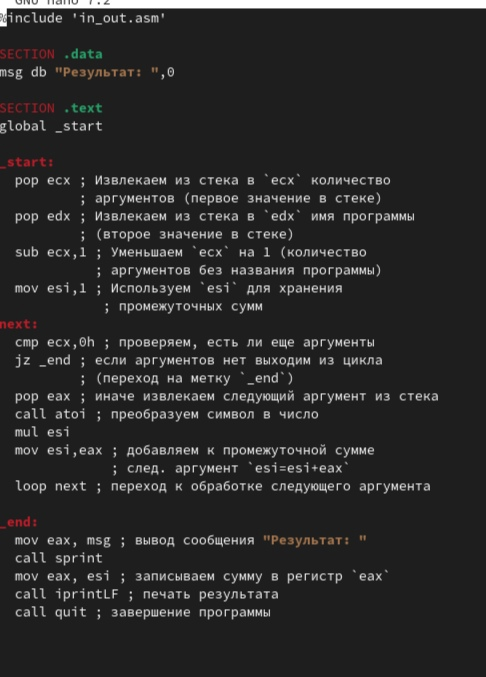 GNU nano 7.2
%include 'in_out.asm'
SECTION .data
msg db "Результат: ",0
SECTION .text
global _start
_start:
pop ecx ; Извлекаем из стека в `ecx` количество
; аргументов (первое значение в стеке)
pop edx ; Извлекаем из стека в `edx` имя программы
; (второе значение в стеке)
sub ecx,1 ; Уменьшаем `ecx` на 1 (количество
; аргументов без названия программы)
mov esi,1 ; Используем `esi` для хранения
; промежуточных сумм
next:
cmp ecx,0h ; проверяем, есть ли еще аргументы
jz _end ; если аргументов нет выходим из цикла
; (переход на метку `_end`)
pop eax ; иначе извлекаем следующий аргумент из стека
call atoi ; преобразуем символ в число
mul esi
mov esi,eax ; добавляем к промежуточной сумме
; след. аргумент `esi=esi+eax`
loop next ; переход к обработке следующего аргумента
_end:
mov eax, msg ; вывод сообщения "Результат: "
call sprint
mov eax, esi ; записываем сумму в регистр `eax`
call iprintLF ; печать результата
call quit ; завершение программы